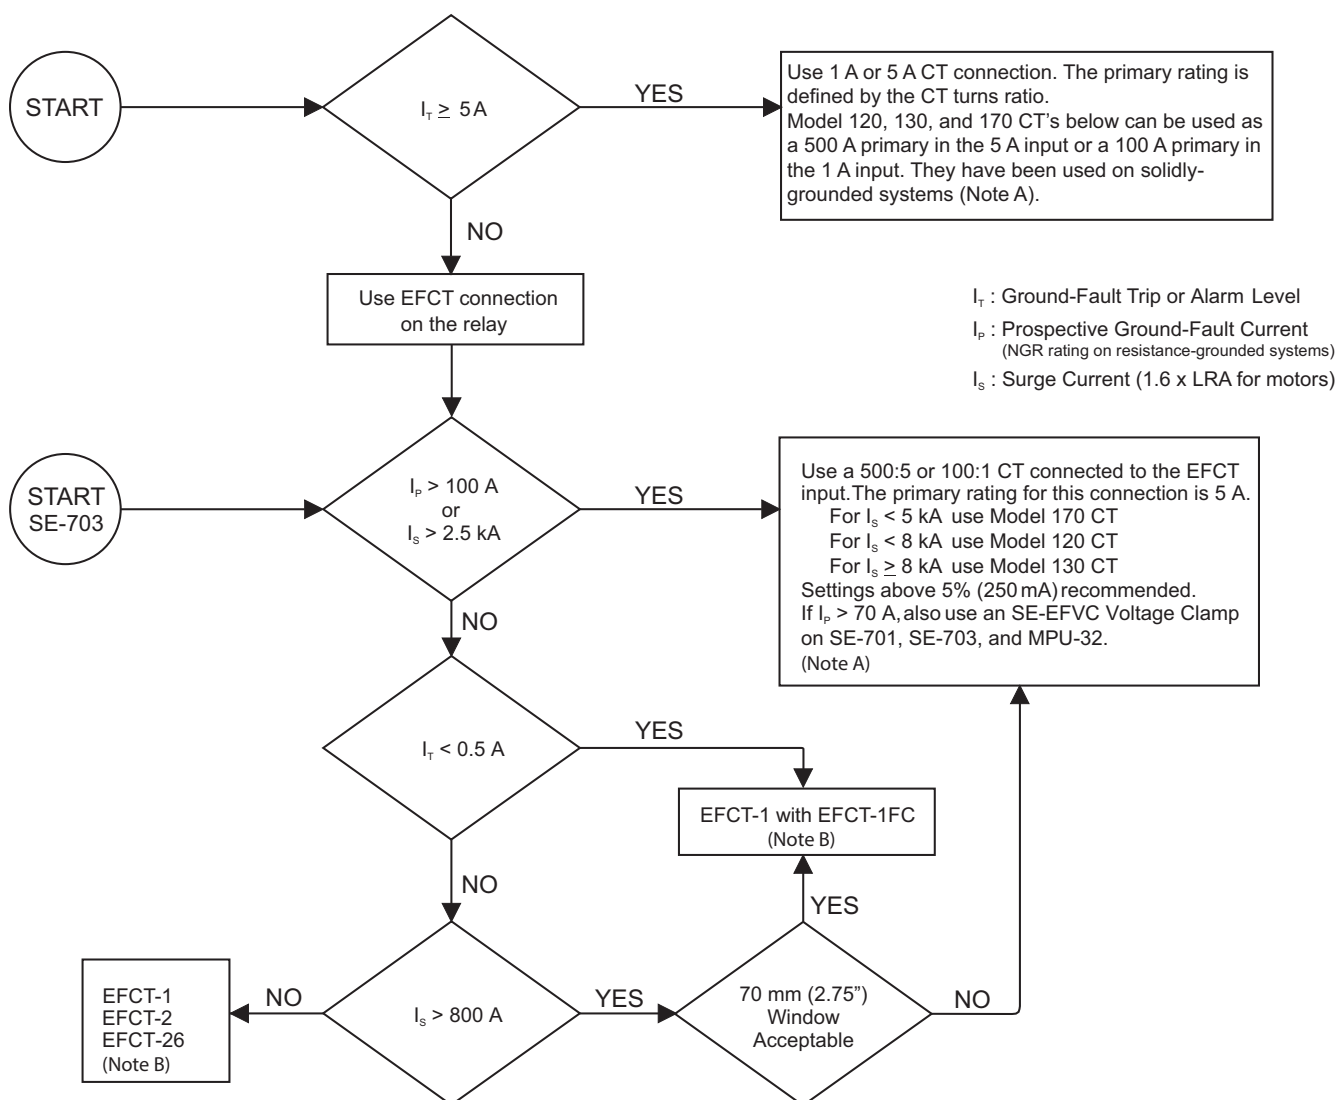 START
I_T ≥ 5 A
YES
Use 1 A or 5 A CT connection. The primary rating is
defined by the CT turns ratio.
Model 120, 130, and 170 CT's below can be used as
a 500 A primary in the 5 A input or a 100 A primary in
the 1 A input. They have been used on solidly-
grounded systems (Note A).
NO
Use EFCT connection
on the relay
I_T : Ground-Fault Trip or Alarm Level
I_P : Prospective Ground-Fault Current
(NGR rating on resistance-grounded systems)
I_S : Surge Current (1.6 x LRA for motors)
START
SE-703
I_P > 100 A
or
I_S > 2.5 kA
YES
Use a 500:5 or 100:1 CT connected to the EFCT
input.The primary rating for this connection is 5 A.
For I_S < 5 kA use Model 170 CT
For I_S < 8 kA use Model 120 CT
For I_S ≥ 8 kA use Model 130 CT
Settings above 5% (250 mA) recommended.
If I_P > 70 A, also use an SE-EFVC Voltage Clamp
on SE-701, SE-703, and MPU-32.
(Note A)
NO
I_T < 0.5 A
YES
EFCT-1 with EFCT-1FC
(Note B)
NO
YES
EFCT-1
EFCT-2
EFCT-26
(Note B)
NO
I_S > 800 A
YES
70 mm (2.75")
Window
Acceptable
NO